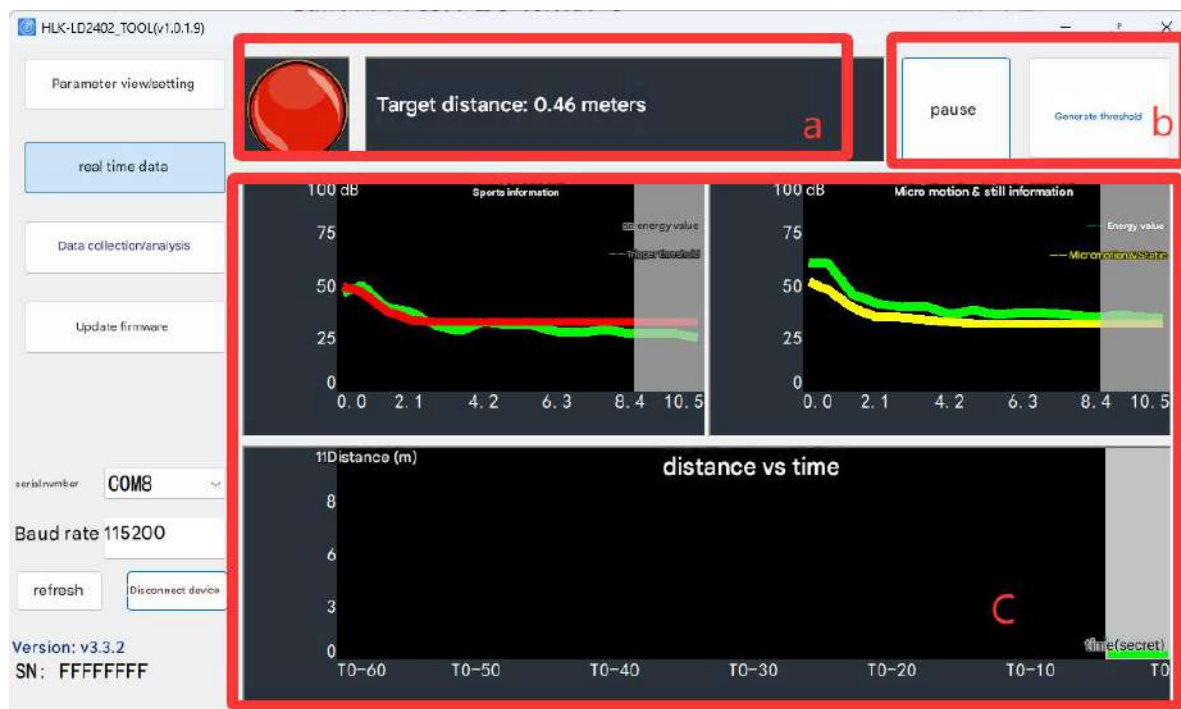 HLK-LD2402_TOOL(v1.0.1.9)
Parameter view/setting
real time data
Data collection/analysis
Update firmware
serial number COM8
Baud rate 115200
refresh
Disconnect device
Version: v3.3.2
SN: FFFFFFFF
Target distance: 0.46 meters
a
pause
Generate threshold
b
100 dB
Sports information
energy value
Trigger threshold
75
50
25
0
0.0 2.1 4.2 6.3 8.4 10.5
100 dB
Micro motion & still information
Energy value
Micromotion & Static
75
50
25
0
0.0 2.1 4.2 6.3 8.4 10.5
11Distance (m)
distance vs time
8
6
3
0
C
time(secret)
T0-60 T0-50 T0-40 T0-30 T0-20 T0-10 T0